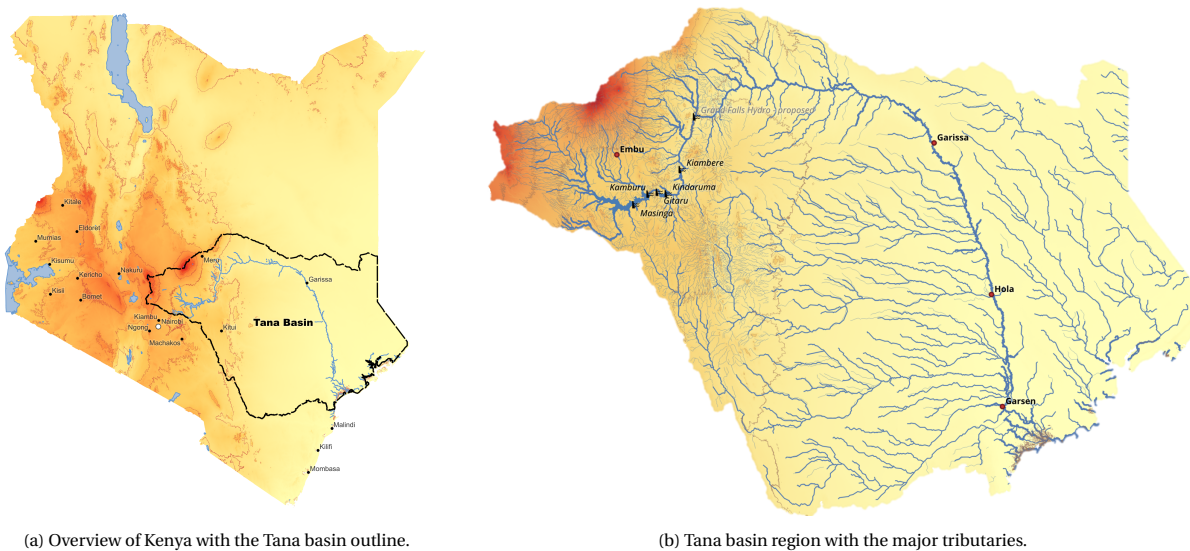 Kitale
Eldoret
Mumias
Kisumu
Kericho
Nakuru
Kisii
Bomet
Meru
Garissa
Kiambu
Nairobi
Ngong
Machakos
Kitui
Tana Basin
Malindi
Kilifi
Mombasa
(a) Overview of Kenya with the Tana basin outline.
Grand Falls Hydro - proposed
Embu
Garissa
Kiambere
Kamburu
Kindaruma
Gitaru
Masinga
Hola
Garsen
(b) Tana basin region with the major tributaries.